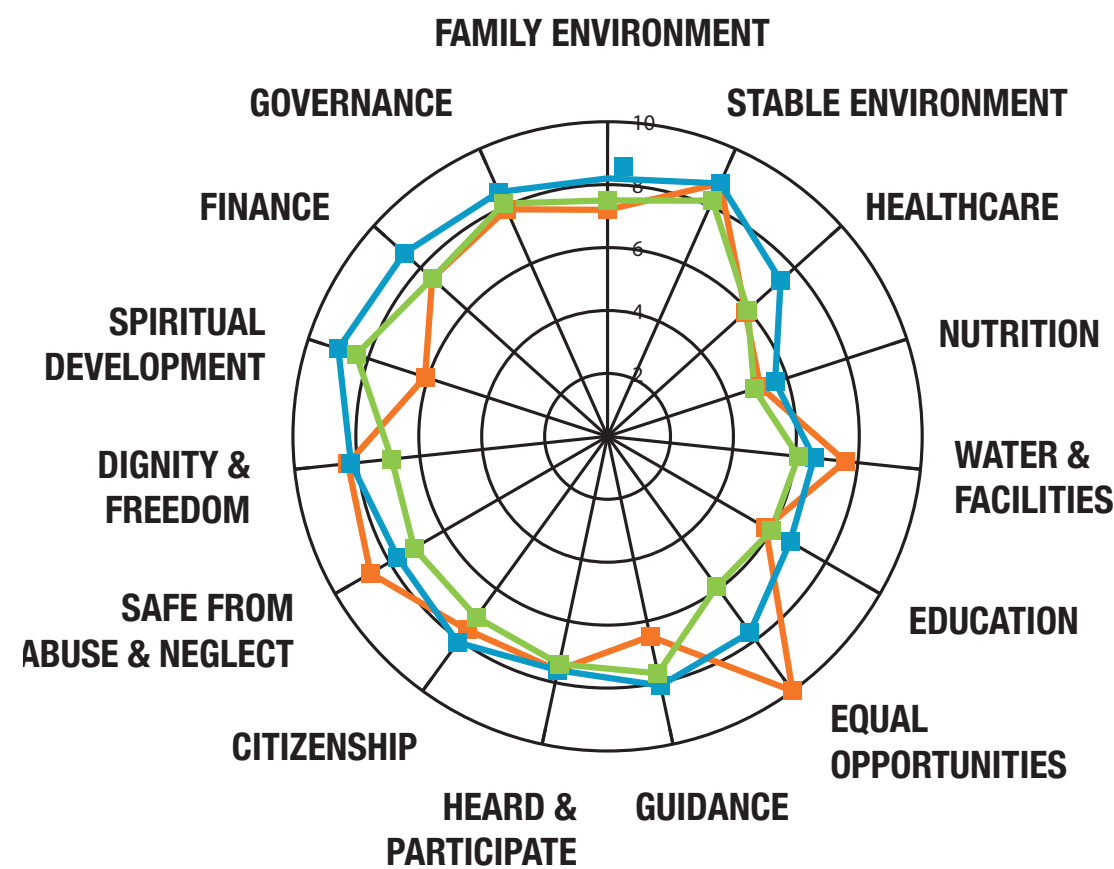 FAMILY ENVIRONMENT
GOVERNANCE
STABLE ENVIRONMENT
10
FINANCE
HEALTHCARE
8
6
SPIRITUAL
DEVELOPMENT
NUTRITION
4
2
DIGNITY &
FREEDOM
WATER &
FACILITIES
SAFE FROM
ABUSE & NEGLECT
EDUCATION
CITIZENSHIP
EQUAL
OPPORTUNITIES
HEARD &
PARTICIPATE
GUIDANCE